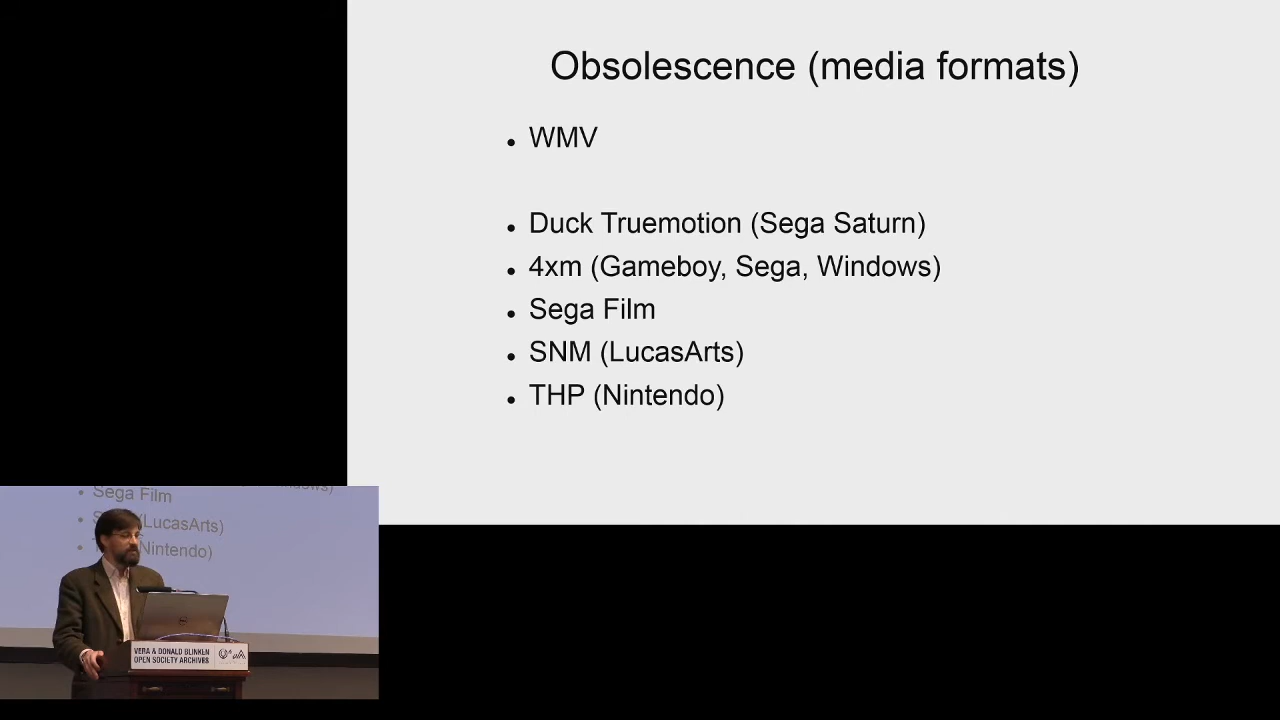 Obsolescence (media formats)
• WMV
• Duck Truemotion (Sega Saturn)
• 4xm (Gameboy, Sega, Windows)
• Sega Film
• SNM (LucasArts)
• THP (Nintendo)
• Sega Film
(LucasArts)
Nintendo)
VERA & DONALD BLINKEN
OPEN SOCIETY ARCHIVES